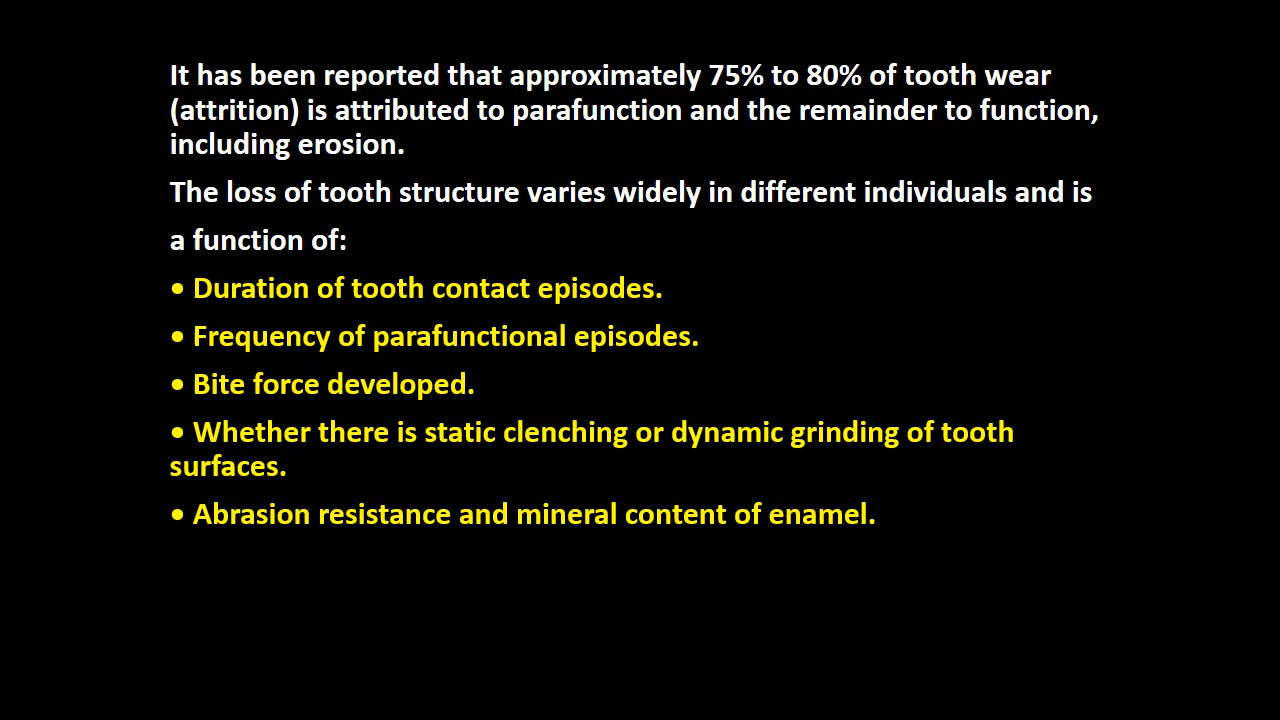 It has been reported that approximately 75% to 80% of tooth wear
(attrition) is attributed to parafunction and the remainder to function,
including erosion.
The loss of tooth structure varies widely in different individuals and is
a function of:
• Duration of tooth contact episodes.
• Frequency of parafunctional episodes.
• Bite force developed.
• Whether there is static clenching or dynamic grinding of tooth
surfaces.
• Abrasion resistance and mineral content of enamel.